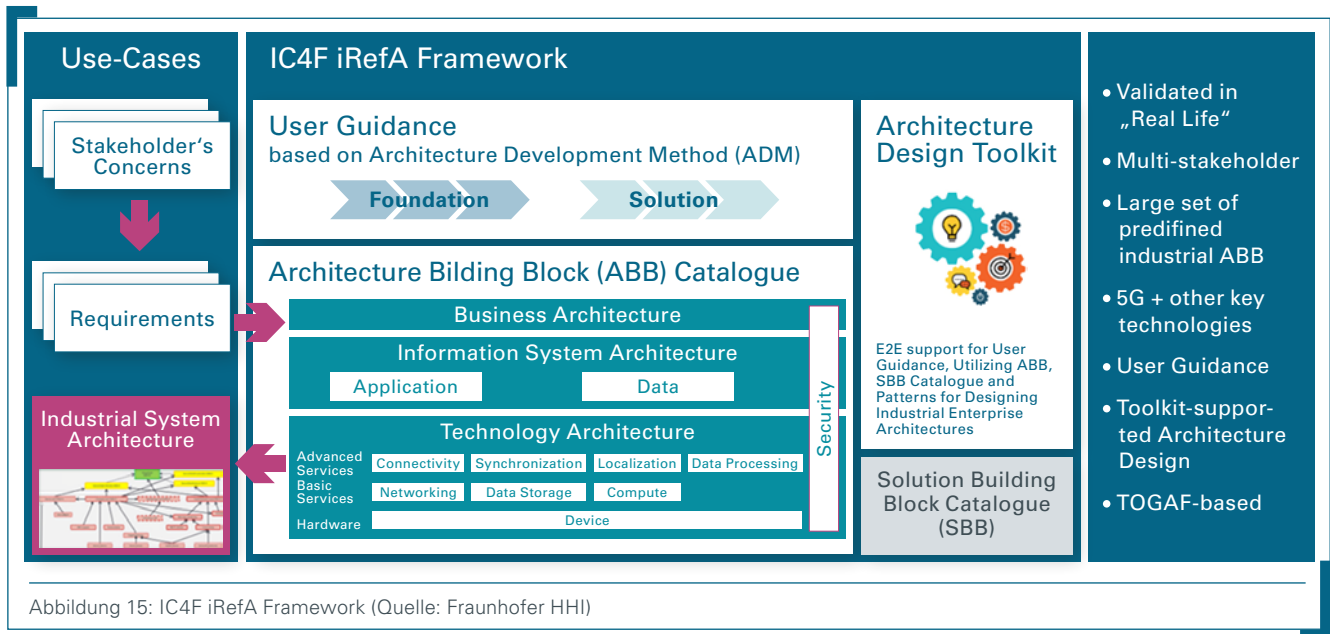 Use-Cases
Stakeholder's
Concerns
Requirements
Industrial System
Architecture
IC4F iRefA Framework
User Guidance
based on Architecture Development Method (ADM)
Foundation
Solution
Architecture Bilding Block (ABB) Catalogue
Business Architecture
Information System Architecture
Application
Data
Technology Architecture
Advanced
Services
Connectivity
Synchronization
Localization
Data Processing
Basic
Services
Networking
Data Storage
Compute
Hardware
Device
Security
Architecture
Design Toolkit
E2E support for User
Guidance, Utilizing ABB,
SBB Catalogue and
Patterns for Designing
Industrial Enterprise
Architectures
Solution Building
Block Catalogue
(SBB)
• Validated in
„Real Life“
• Multi-stakeholder
• Large set of
predifined
industrial ABB
• 5G + other key
technologies
• User Guidance
• Toolkit-suppor-
ted Architecture
Design
• TOGAF-based
Abbildung 15: IC4F iRefA Framework (Quelle: Fraunhofer HHI)